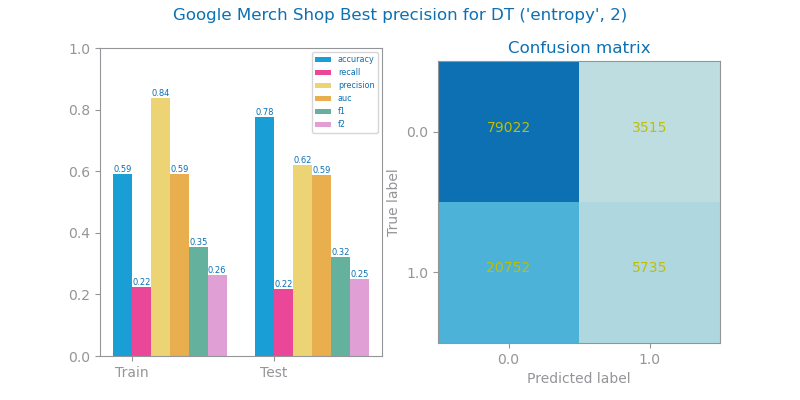 Google Merch Shop Best precision for DT ('entropy', 2)
1.0
0.8
0.6
0.4
0.2
0.0
0.59
0.22
0.84
0.59
0.35
0.26
0.78
0.22
0.62
0.59
0.32
0.25
Train
Test
accuracy
recall
precision
auc
f1
f2
Confusion matrix
True label
0.0
1.0
79022
3515
20752
5735
0.0
1.0
Predicted label